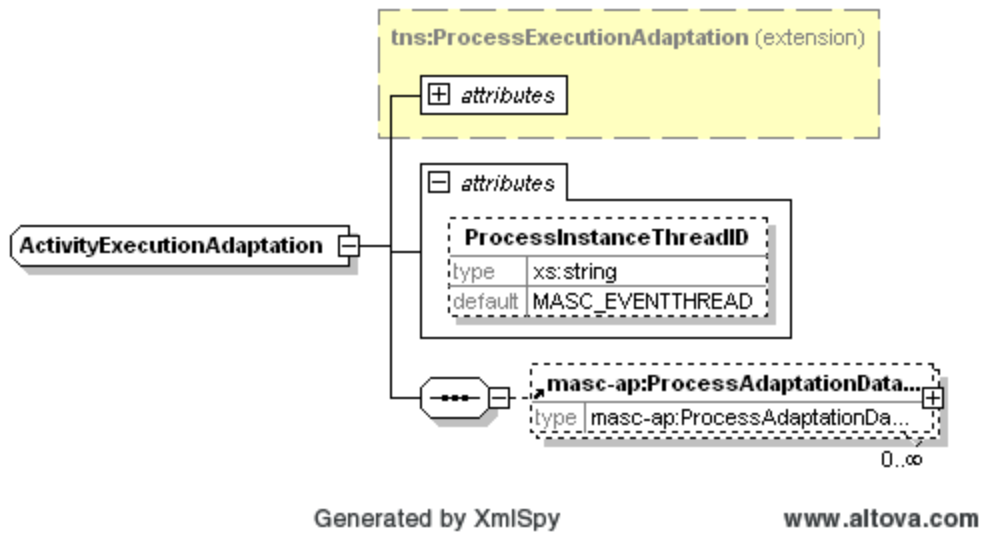 tns:ProcessExecutionAdaptation (extension)
attributes
attributes
ActivityExecutionAdaptation
ProcessInstanceThreadID
type xs:string
default MASC_EVENTTHREAD
masc-ap:ProcessAdaptationData...
type masc-ap:ProcessAdaptationDa...
0..∞
Generated by XmlSpy
www.altova.com